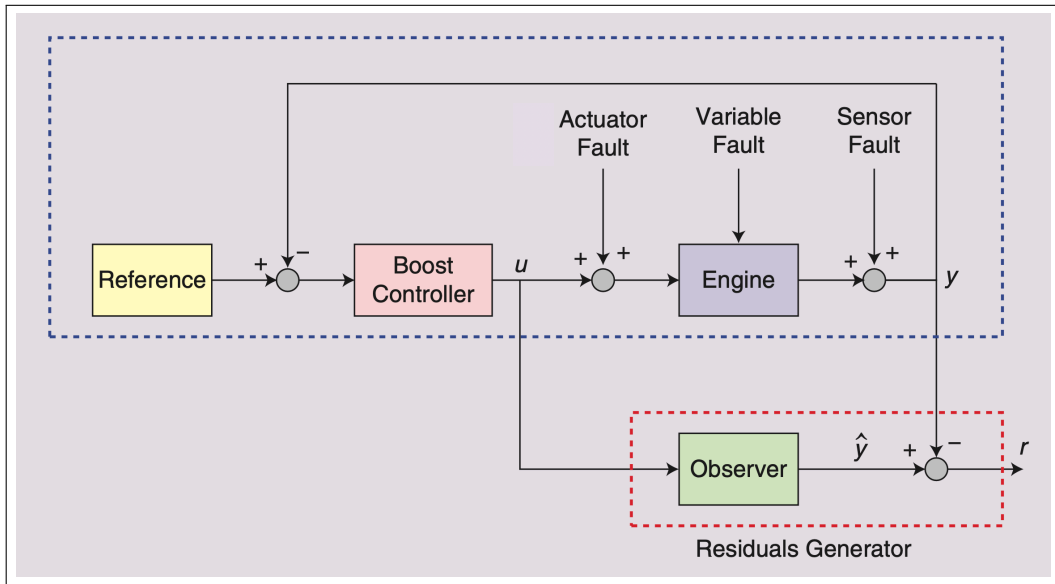 Actuator
Fault
Variable
Fault
Sensor
Fault
+
−
+
+
+
+
Reference
Boost
Controller
u
Engine
y
Observer
ŷ
+
−
r
Residuals Generator